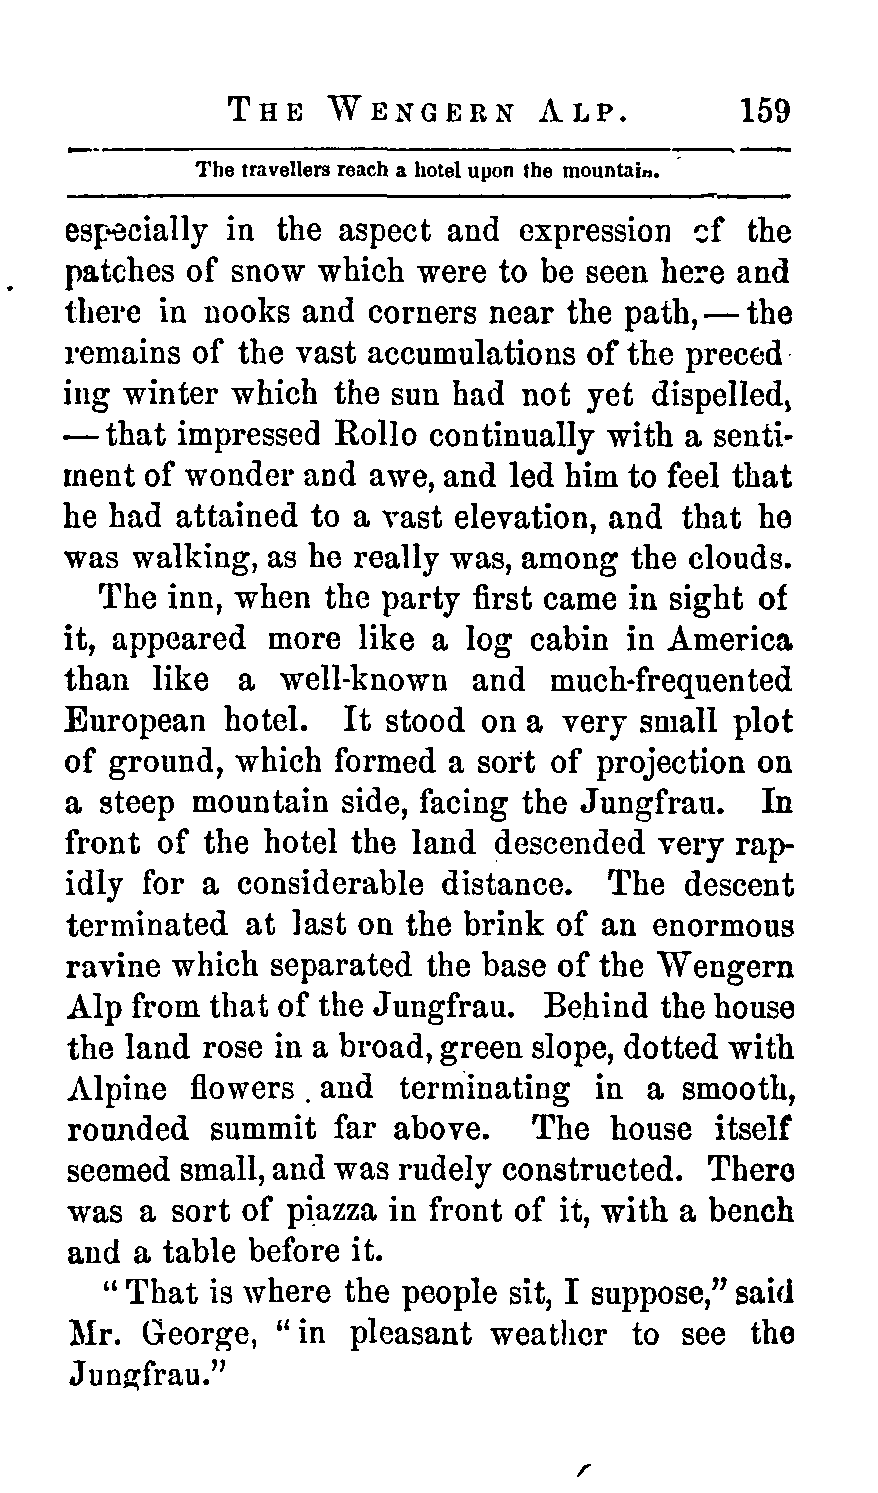 THE WENGERN ALP. 159
The travellers reach a hotel upon the mountain.
especially in the aspect and expression of the
patches of snow which were to be seen here and
there in nooks and corners near the path,—the
remains of the vast accumulations of the preced-
ing winter which the sun had not yet dispelled,
—that impressed Rollo continually with a senti-
ment of wonder and awe, and led him to feel that
he had attained to a vast elevation, and that he
was walking, as he really was, among the clouds.
The inn, when the party first came in sight of
it, appeared more like a log cabin in America
than like a well-known and much-frequented
European hotel. It stood on a very small plot
of ground, which formed a sort of projection on
a steep mountain side, facing the Jungfrau. In
front of the hotel the land descended very rap-
idly for a considerable distance. The descent
terminated at last on the brink of an enormous
ravine which separated the base of the Wengern
Alp from that of the Jungfrau. Behind the house
the land rose in a broad, green slope, dotted with
Alpine flowers and terminating in a smooth,
rounded summit far above. The house itself
seemed small, and was rudely constructed. There
was a sort of piazza in front of it, with a bench
and a table before it.
"That is where the people sit, I suppose," said
Mr. George, "in pleasant weather to see the
Jungfrau."